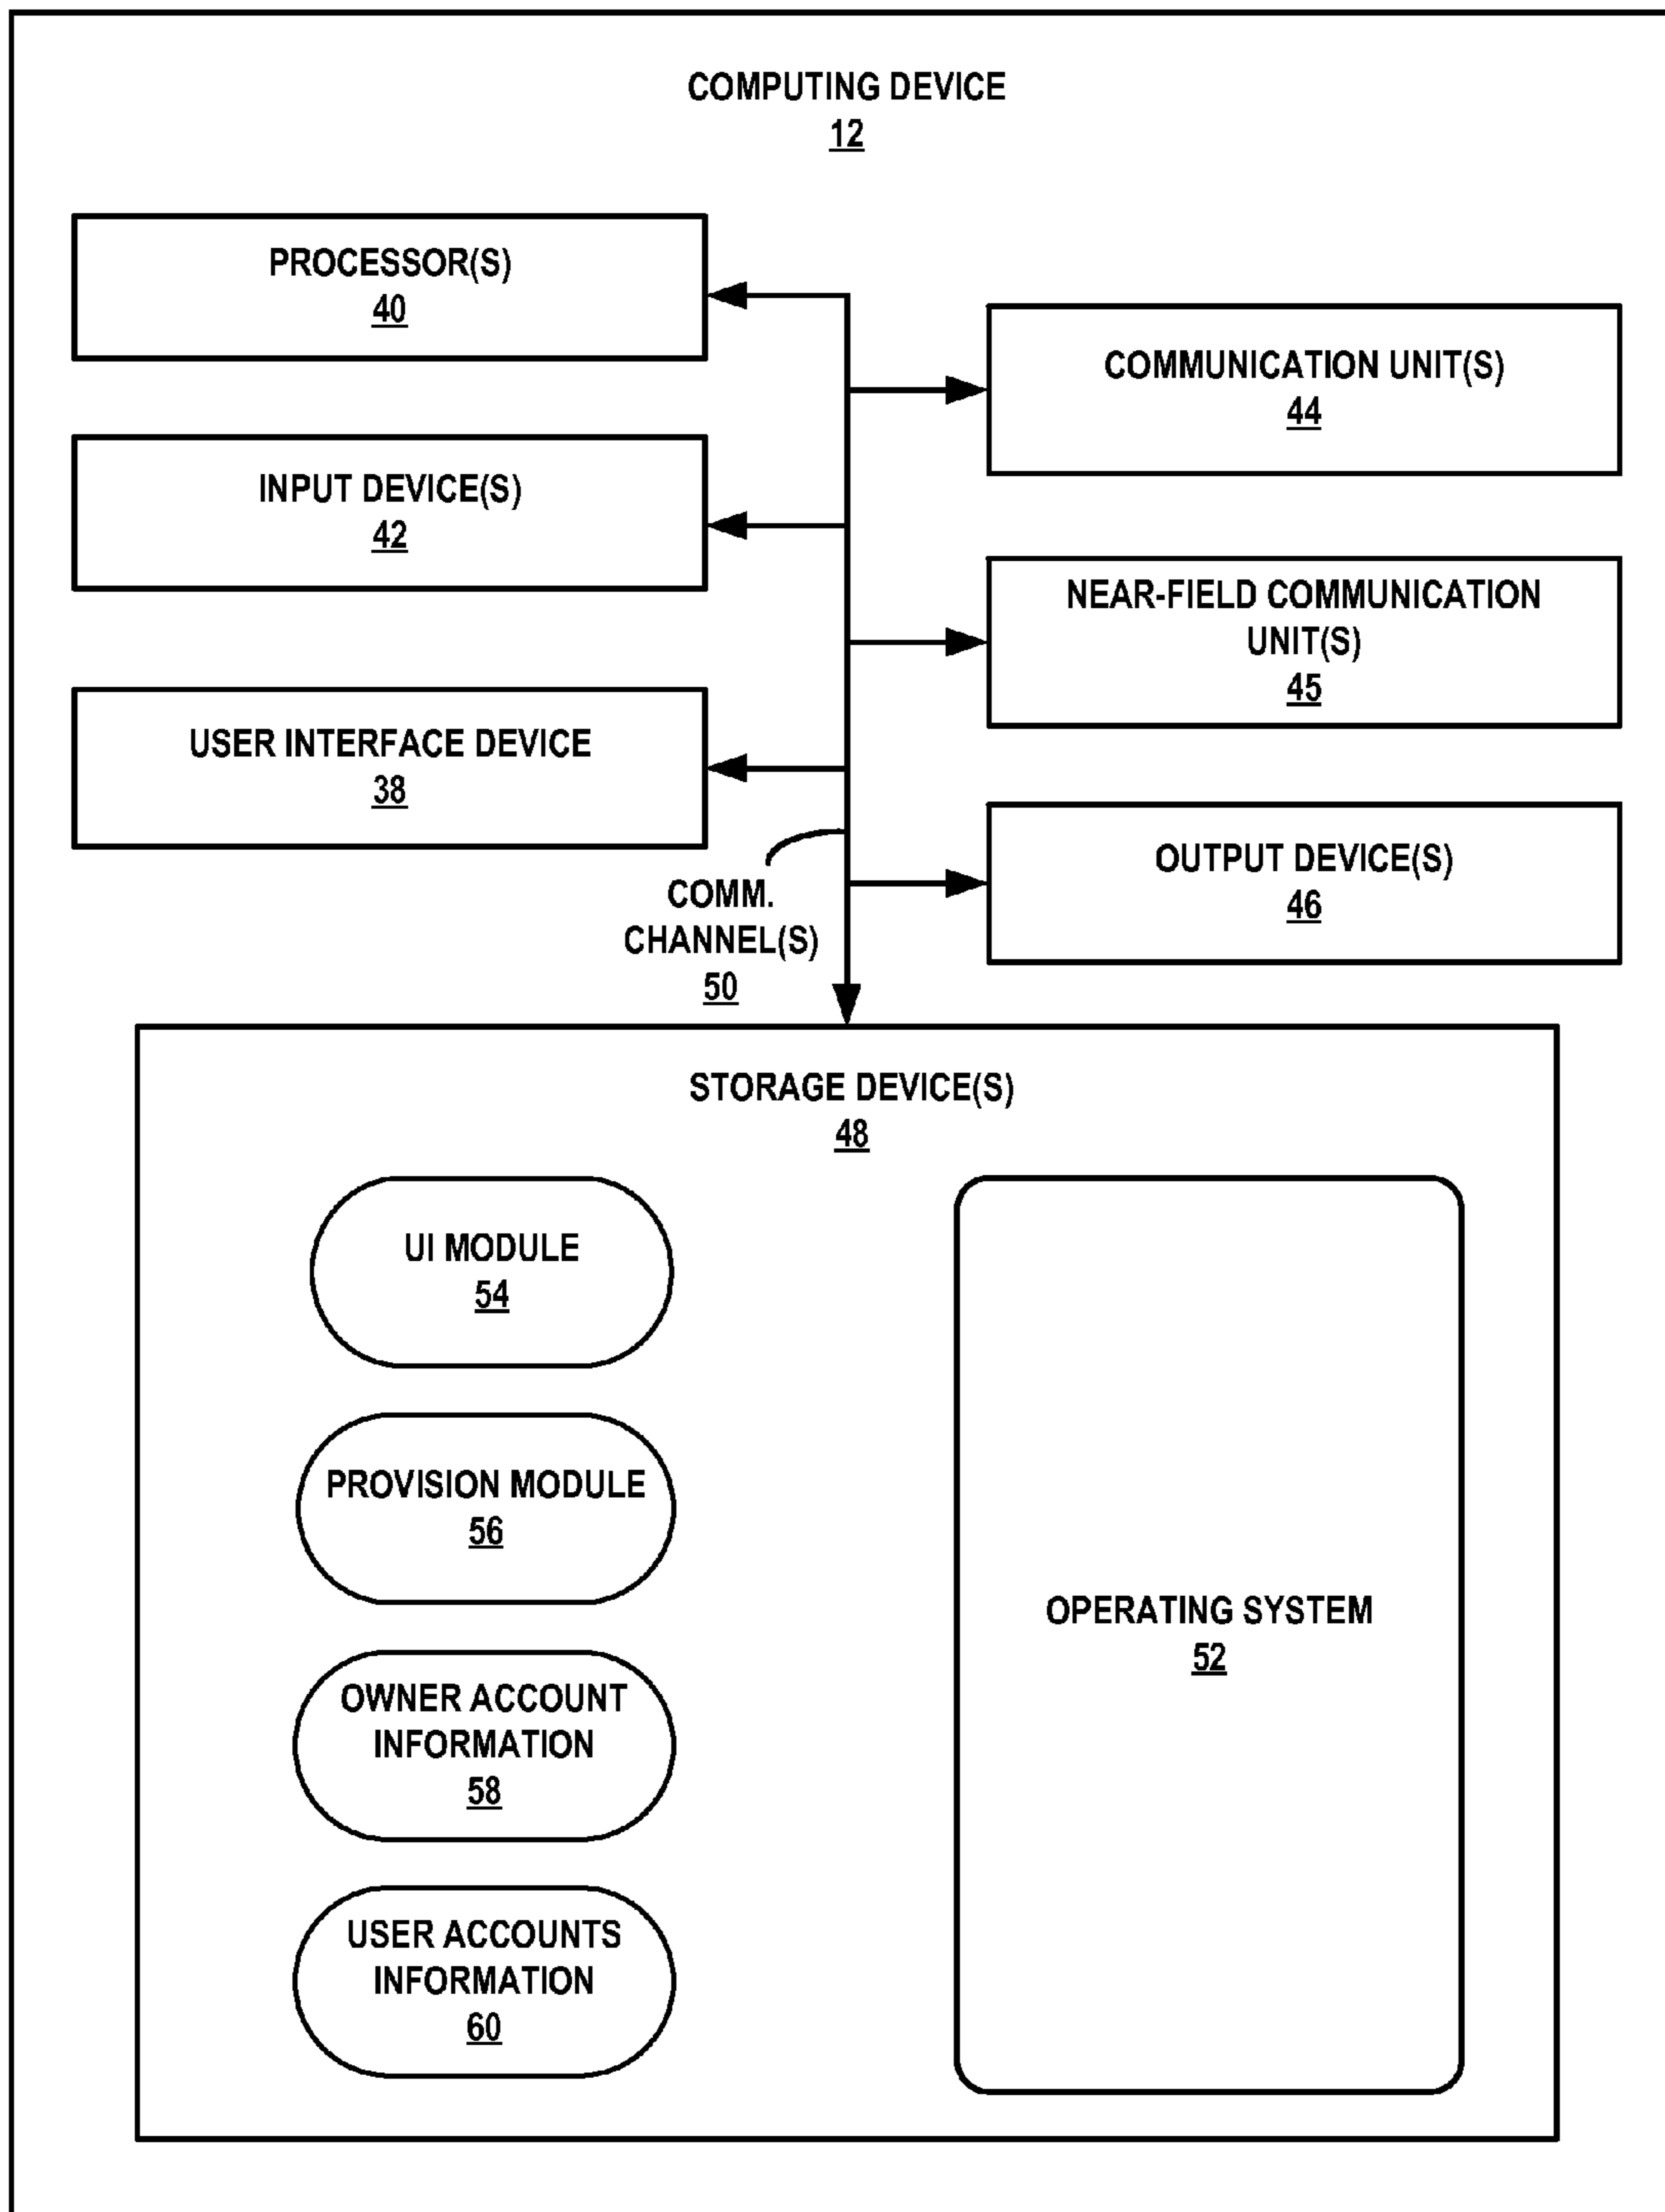 COMPUTING DEVICE
12
PROCESSOR(S)
40
COMMUNICATION UNIT(S)
44
INPUT DEVICE(S)
42
NEAR-FIELD COMMUNICATION
UNIT(S)
45
USER INTERFACE DEVICE
38
OUTPUT DEVICE(S)
46
COMM.
CHANNEL(S)
50
STORAGE DEVICE(S)
48
UI MODULE
54
PROVISION MODULE
56
OWNER ACCOUNT
INFORMATION
58
USER ACCOUNTS
INFORMATION
60
OPERATING SYSTEM
52